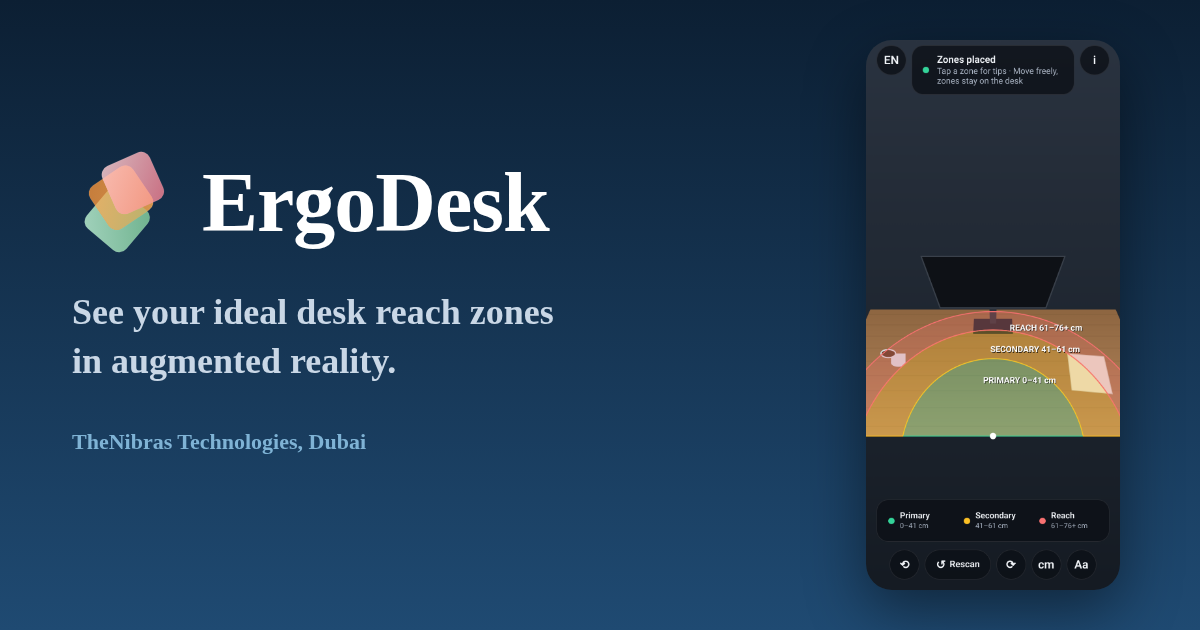 ErgoDesk
See your ideal desk reach zones
in augmented reality.
TheNibras Technologies, Dubai
EN
Zones placed
Tap a zone for tips · Move freely,
zones stay on the desk
i
REACH 61–76+ cm
SECONDARY 41–61 cm
PRIMARY 0–41 cm
Primary
0–41 cm
Secondary
41–61 cm
Reach
61–76+ cm
⟲
↺ Rescan
⟳
cm
Aa